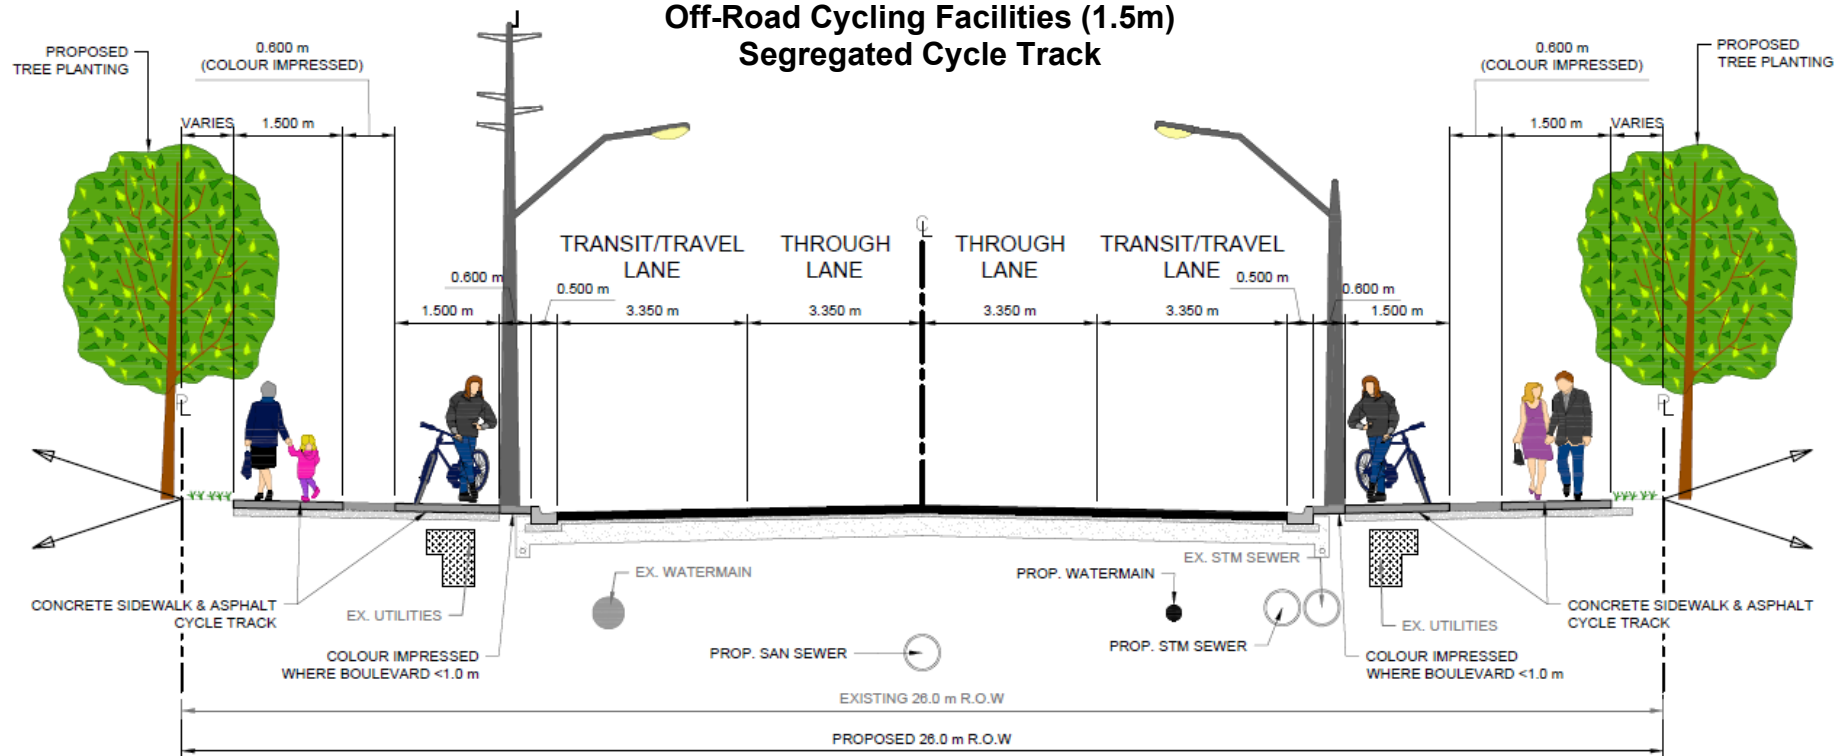 Off-Road Cycling Facilities (1.5m)
Segregated Cycle Track
PROPOSED
TREE PLANTING
0.600 m
(COLOUR IMPRESSED)
0.600 m
(COLOUR IMPRESSED)
PROPOSED
TREE PLANTING
VARIES
1.500 m
1.500 m
VARIES
TRANSIT/TRAVEL
LANE
THROUGH
LANE
THROUGH
LANE
TRANSIT/TRAVEL
LANE
0.600 m
0.500 m
0.500 m
0.600 m
1.500 m
3.350 m
3.350 m
3.350 m
3.350 m
1.500 m
EX. WATERMAIN
PROP. WATERMAIN
EX. STM SEWER
CONCRETE SIDEWALK & ASPHALT
CYCLE TRACK
EX. UTILITIES
EX. UTILITIES
CONCRETE SIDEWALK & ASPHALT
CYCLE TRACK
COLOUR IMPRESSED
WHERE BOULEVARD <1.0 m
PROP. SAN SEWER
PROP. STM SEWER
COLOUR IMPRESSED
WHERE BOULEVARD <1.0 m
EXISTING 26.0 m R.O.W
PROPOSED 26.0 m R.O.W